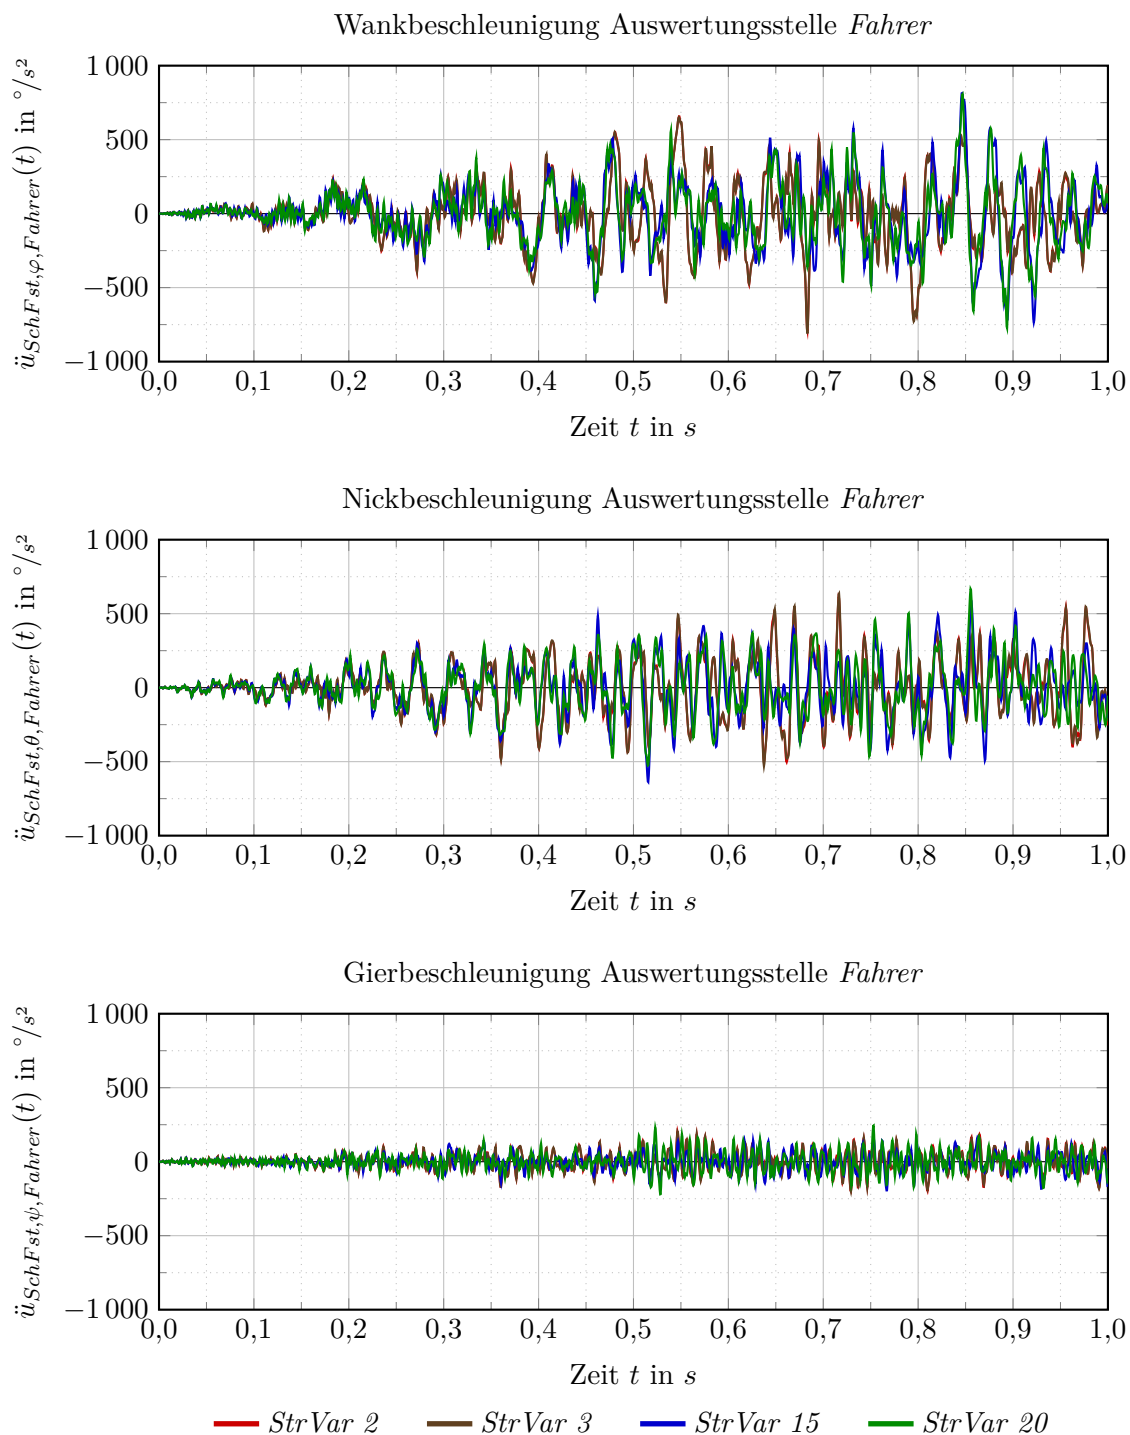 Wankbeschleunigung Auswertungsstelle Fahrer
ü_{SchFst,φ,Fahrer}(t) in °/s²
1 000
500
0
−500
−1 000
0,0 0,1 0,2 0,3 0,4 0,5 0,6 0,7 0,8 0,9 1,0
Zeit t in s
Nickbeschleunigung Auswertungsstelle Fahrer
ü_{SchFst,θ,Fahrer}(t) in °/s²
1 000
500
0
−500
−1 000
0,0 0,1 0,2 0,3 0,4 0,5 0,6 0,7 0,8 0,9 1,0
Zeit t in s
Gierbeschleunigung Auswertungsstelle Fahrer
ü_{SchFst,ψ,Fahrer}(t) in °/s²
1 000
500
0
−500
−1 000
0,0 0,1 0,2 0,3 0,4 0,5 0,6 0,7 0,8 0,9 1,0
Zeit t in s
StrVar 2 StrVar 3 StrVar 15 StrVar 20